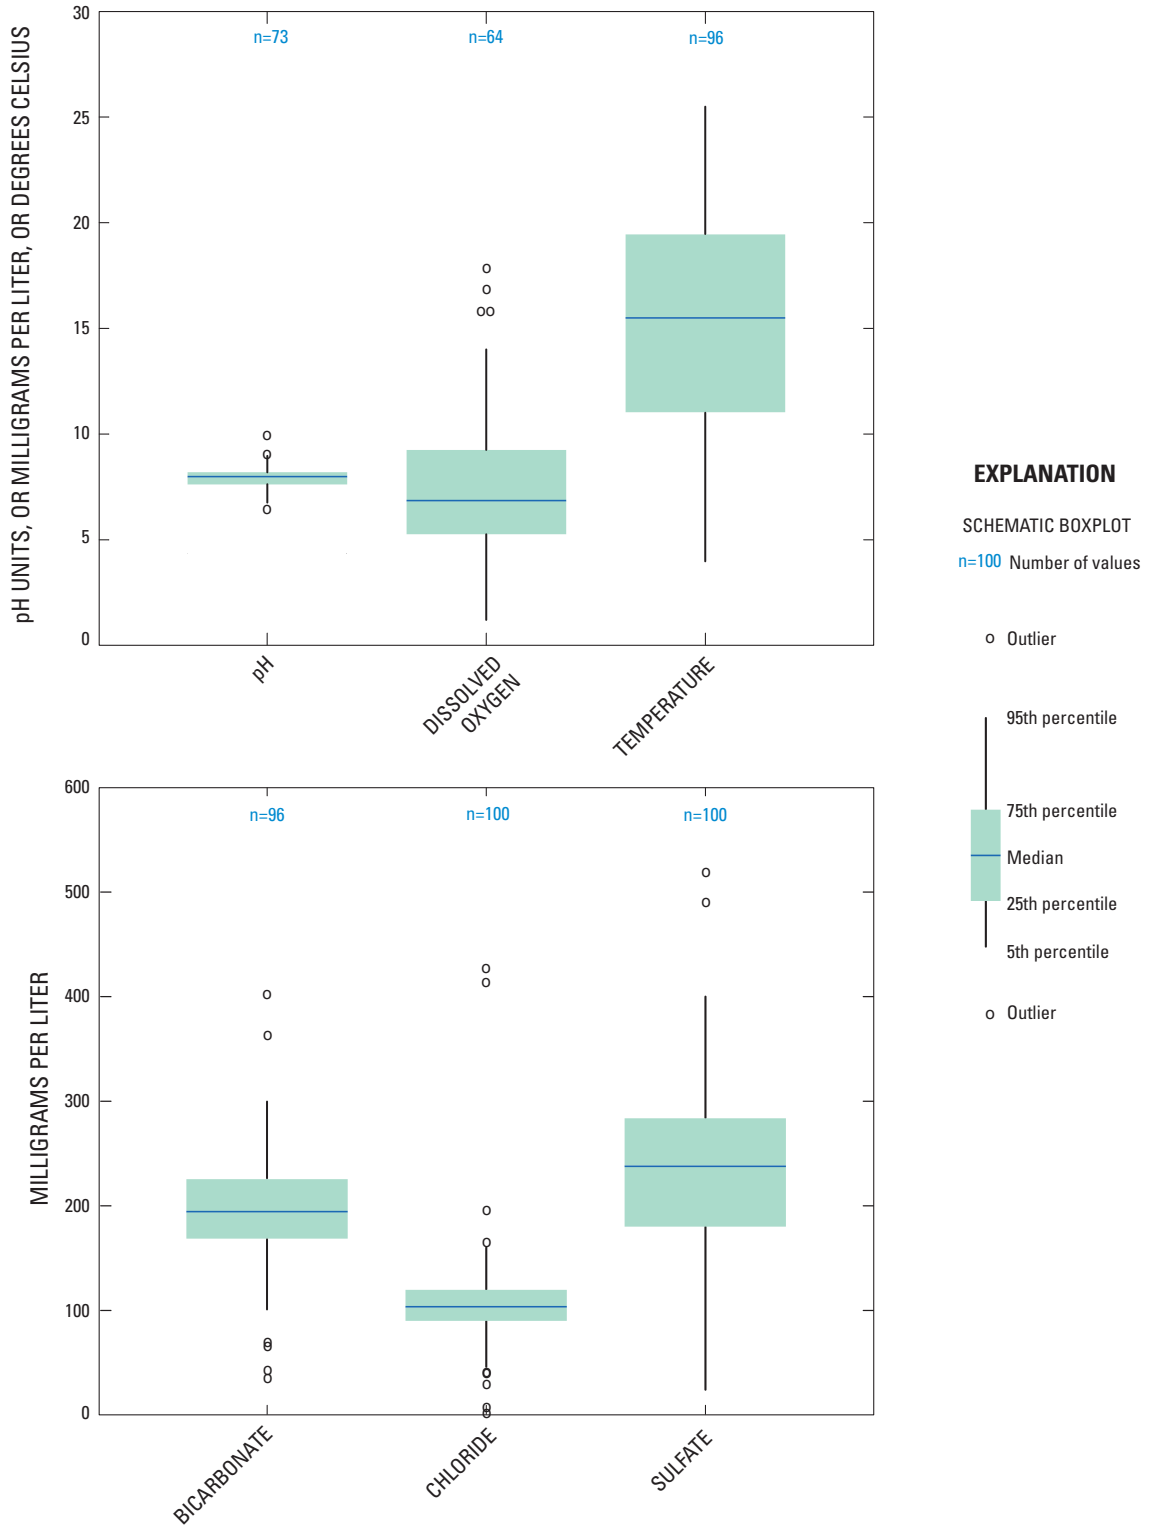 pH UNITS, OR MILLIGRAMS PER LITER, OR DEGREES CELSIUS
30
25
20
15
10
5
0
n=73
n=64
n=96
pH
DISSOLVED
OXYGEN
TEMPERATURE
MILLIGRAMS PER LITER
600
500
400
300
200
100
0
n=96
n=100
n=100
BICARBONATE
CHLORIDE
SULFATE
EXPLANATION
SCHEMATIC BOXPLOT
n=100 Number of values
Outlier
95th percentile
75th percentile
Median
25th percentile
5th percentile
Outlier